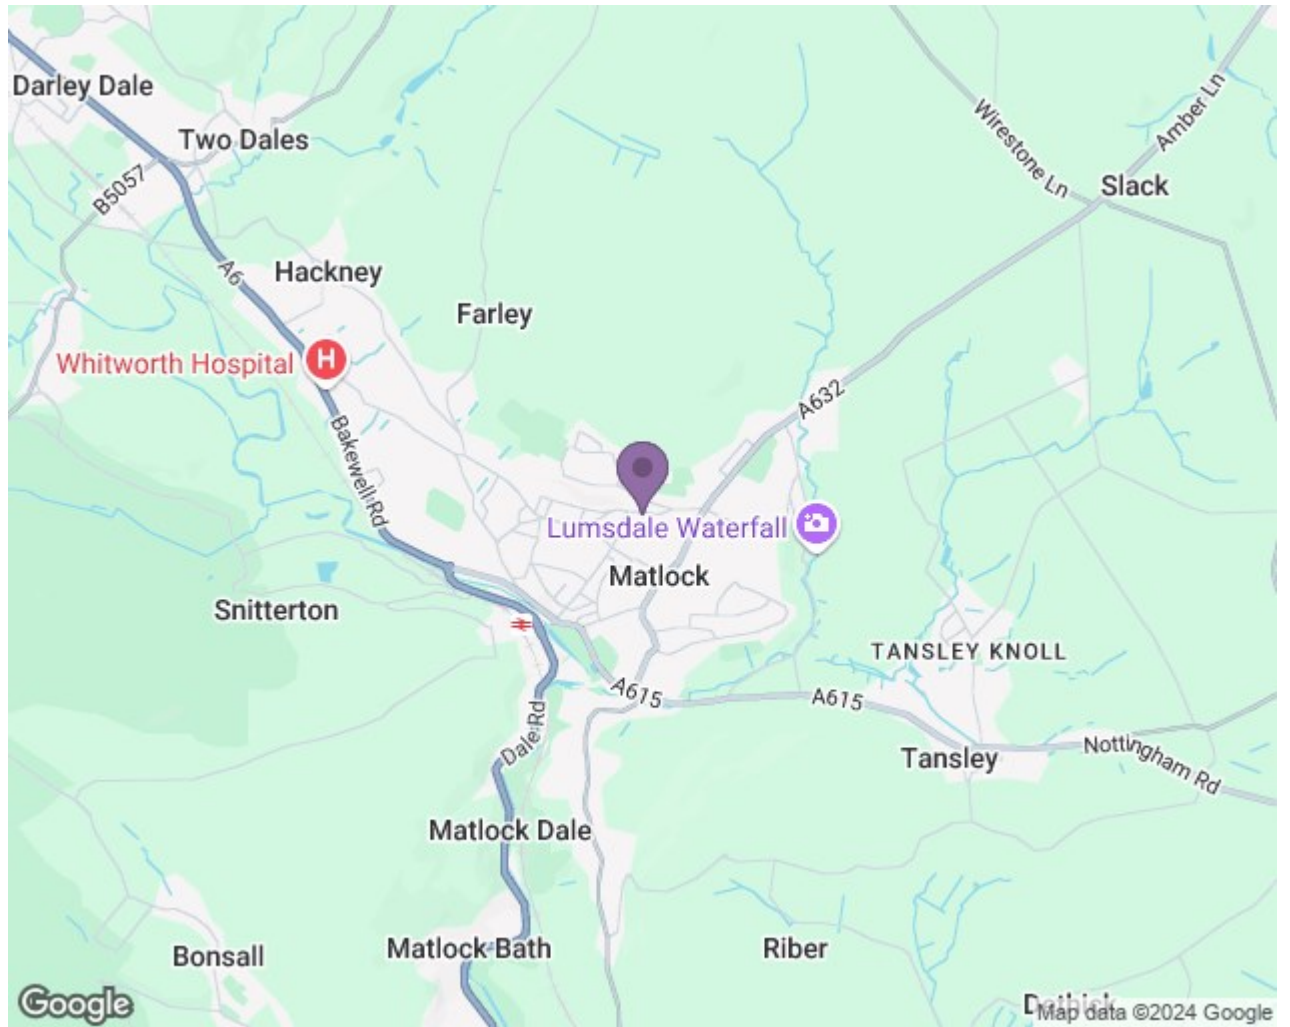 Darley Dale
Two Dales
B5057
Wirestone Ln
Amber Ln
Slack
A6
Hackney
Farley
Whitworth Hospital
H
A632
Bakewell Rd
Lumsdale Waterfall
Matlock
Snitterton
TANSLEY KNOLL
A615
A615
Dale Rd
Tansley
Nottingham Rd
Matlock Dale
Bonsall
Matlock Bath
Riber
Google
Map data ©2024 Google